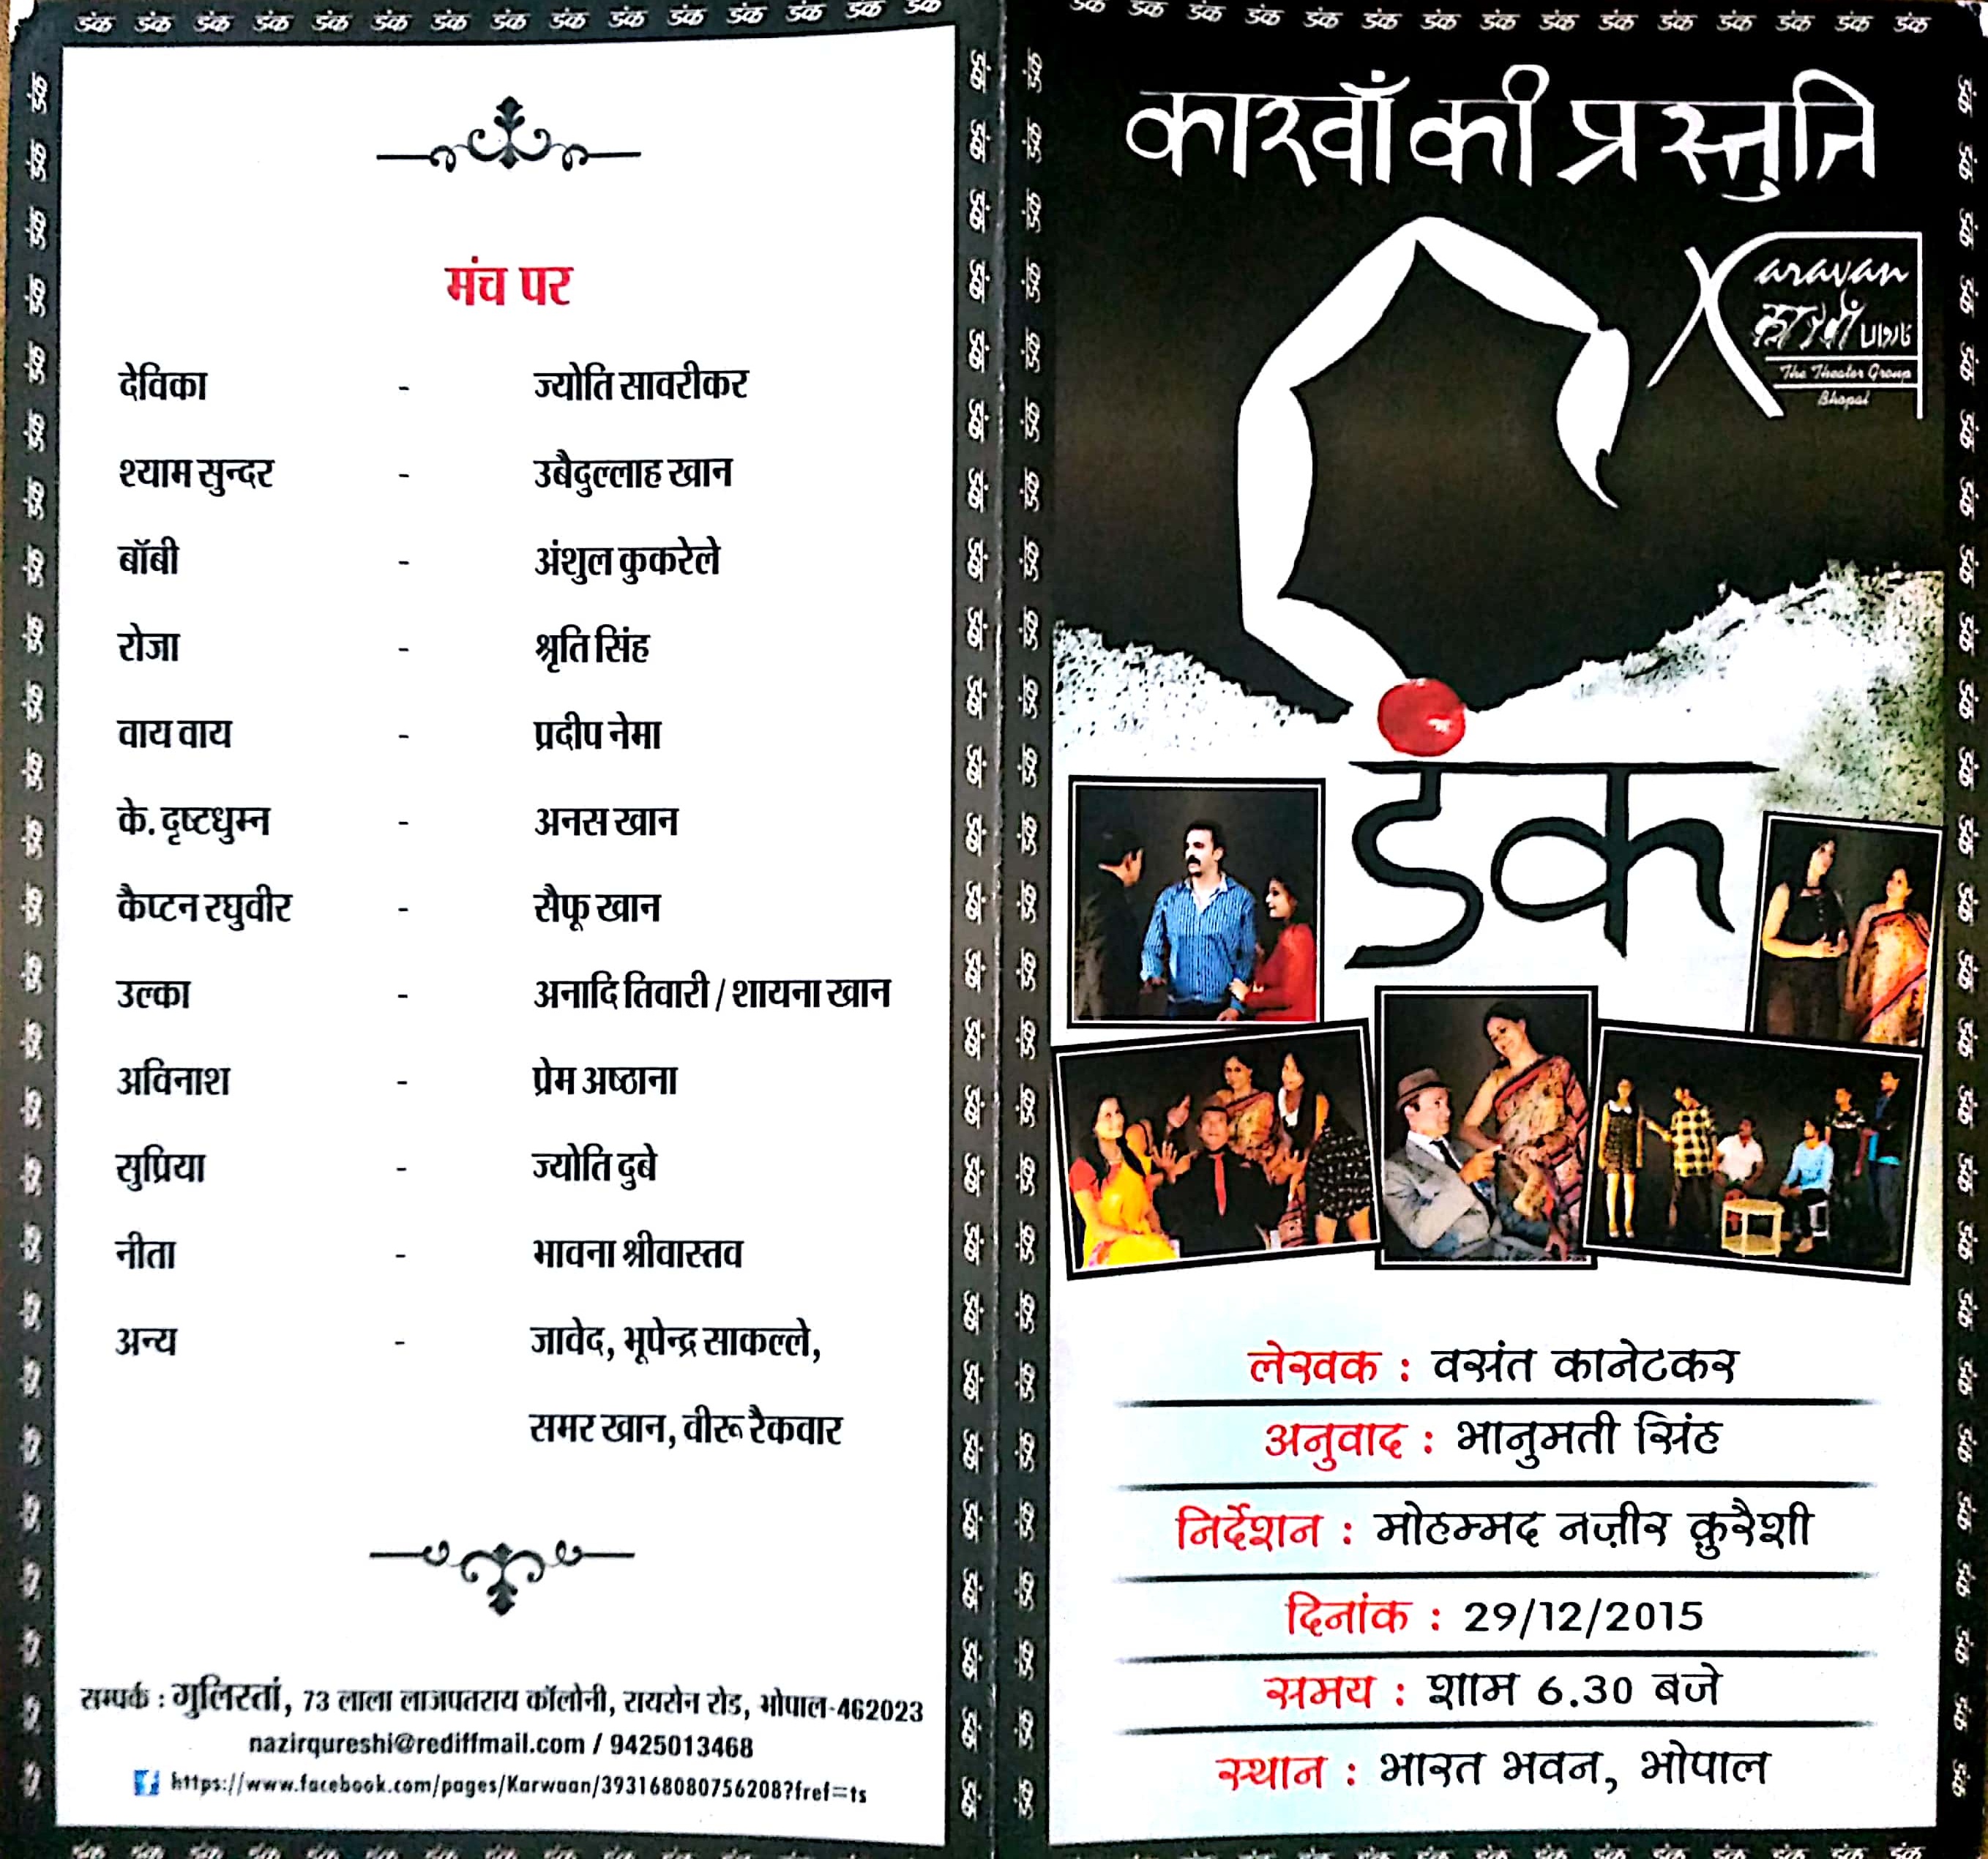 मंच पर
देविका - ज्योति सावरीकर
श्याम सुन्दर - उबैदुल्लाह खान
बॉबी - अंशुल कुकरेले
रोजा - श्रृति सिंह
वाय वाय - प्रदीप नेमा
के. दृष्टधुम्न - अनस खान
कैप्टन रघुवीर - सैफू खान
उल्का - अनादि तिवारी / शायना खान
अविनाश - प्रेम अष्ठाना
सुप्रिया - ज्योति दुबे
नीता - भावना श्रीवास्तव
अन्य - जावेद, भूपेन्द्र साकल्ले,
समर खान, वीरू रैकवार
सम्पर्क : गुलिस्तां, 73 लाला लाजपतराय कॉलोनी, रायसेन रोड, भोपाल-462023
nazirqureshi@rediffmail.com / 9425013468
https://www.facebook.com/pages/Karwaan/393168080756208?fref=ts
कारवाँ की प्रस्तुति
Karavan
कारवाँ کارواں
The Theater Group
Bhopal
डंक
लेखक : वसंत कानेटकर
अनुवाद : भानुमती सिंह
निर्देशन : मोहम्मद नज़ीर क़ुरैशी
दिनांक : 29/12/2015
समय : शाम 6.30 बजे
स्थान : भारत भवन, भोपाल